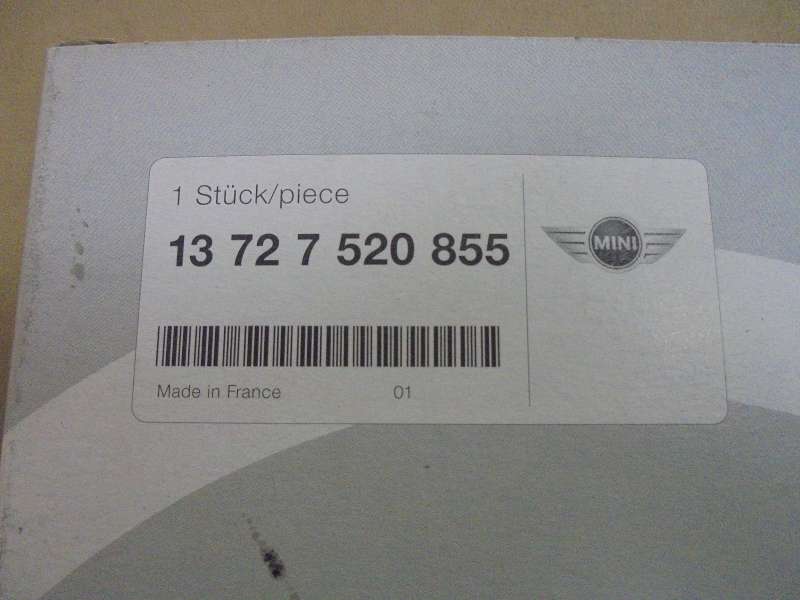 1 Stück/piece
13 72 7 520 855
MINI
Made in France 01